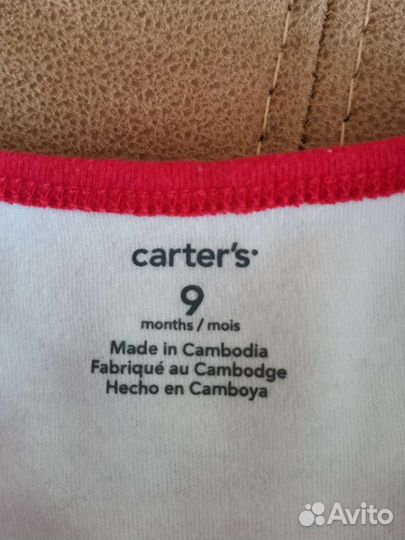 carter's
9
months / mois
Made in Cambodia
Fabriqué au Cambodge
Hecho en Camboya
Avito